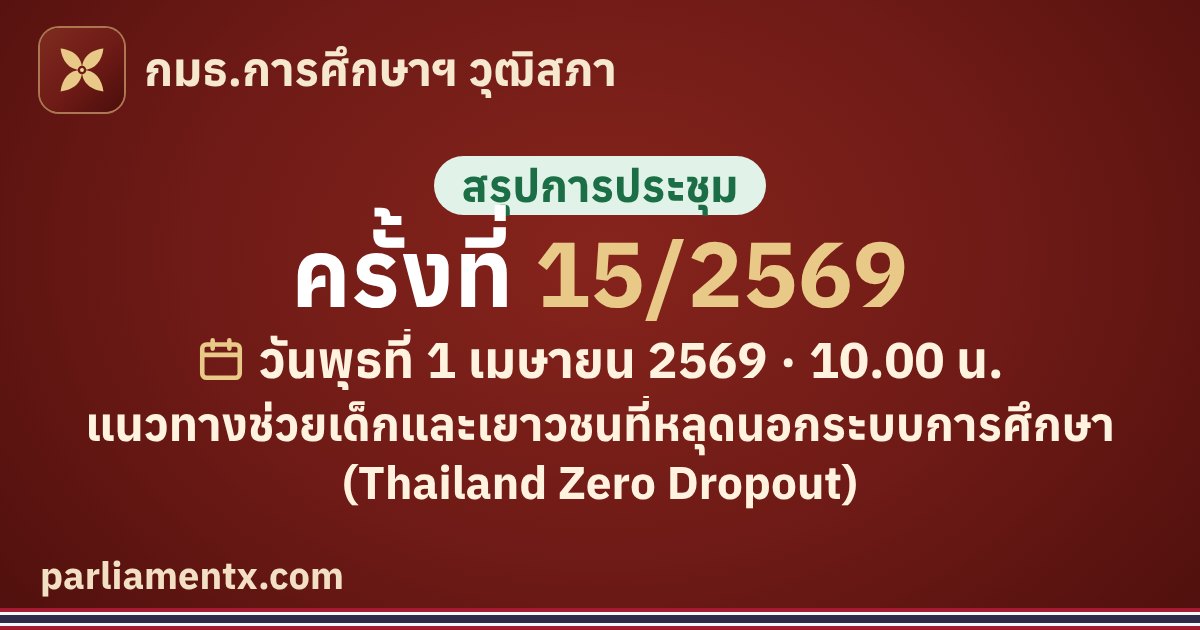 กมธ.การศึกษาฯ วุฒิสภา
สรุปการประชุม
ครั้งที่ 15/2569
วันพุธที่ 1 เมษายน 2569 · 10.00 น.
แนวทางช่วยเด็กและเยาวชนที่หลุดนอกระบบการศึกษา
(Thailand Zero Dropout)
parliamentx.com